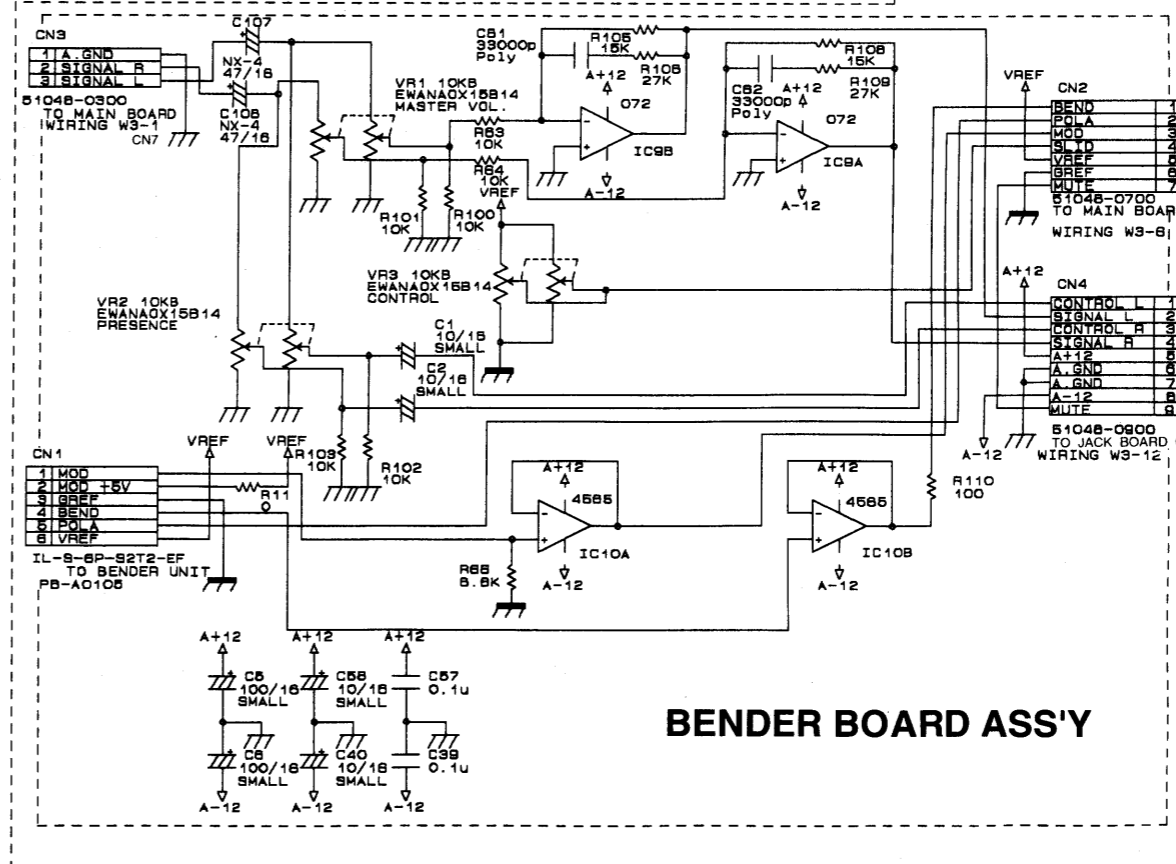 CN3
1 A.GND
2 SIGNAL R
3 SIGNAL L
51048-0300
TO MAIN BOARD
WIRING W3-1
CN7
C107
NX-4
47/16
C108
NX-4
47/16
VR1 10KB
EWANAOX15B14
MASTER VOL.
R101
10K
R100
10K
R83
10K
R84
10K
VREF
C81
33000p
Poly
R105
15K
R106
27K
A+12
072
IC9B
A-12
C82
33000p
Poly
R108
15K
R109
27K
A+12
072
IC9A
A-12
VREF
CN2
BEND 1
POLA 2
MOD 3
SLID 4
VREF 5
GREF 6
MUTE 7
51048-0700
TO MAIN BOAR
WIRING W3-6
VR3 10KB
EWANAOX15B14
CONTROL
VR2 10KB
EWANAOX15B14
PRESENCE
C1
10/16
SMALL
C2
10/16
SMALL
A+12
CN4
CONTROL L 1
SIGNAL L 2
CONTROL R 3
SIGNAL R 4
A+12 5
A.GND 6
A.GND 7
A-12 8
MUTE 9
51048-0900
TO JACK BOARD
WIRING W3-12
A-12
R103
10K
R102
10K
CN1
1 MOD
2 MOD +5V
3 GREF
4 BEND
5 POLA
6 VREF
IL-S-6P-S2T2-EF
TO BENDER UNIT
VREF
VREF
R11
0
R66
6.8K
A+12
4565
IC10A
A-12
A+12
4565
IC10B
A-12
R110
100
A+12
C5
100/16
SMALL
C6
100/16
SMALL
A-12
A+12
C58
10/16
SMALL
C40
10/16
SMALL
A-12
A+12
C57
0.1u
C39
0.1u
A-12
BENDER BOARD ASS'Y